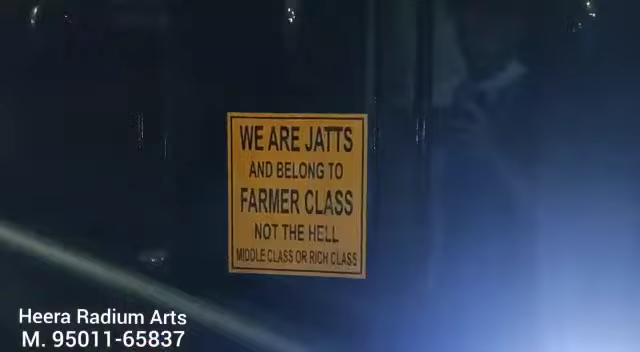 WE ARE JATTS
AND BELONG TO
FARMER CLASS
NOT THE HELL
MIDDLE CLASS OR RICH CLASS
Heera Radium Arts
M. 95011-65837